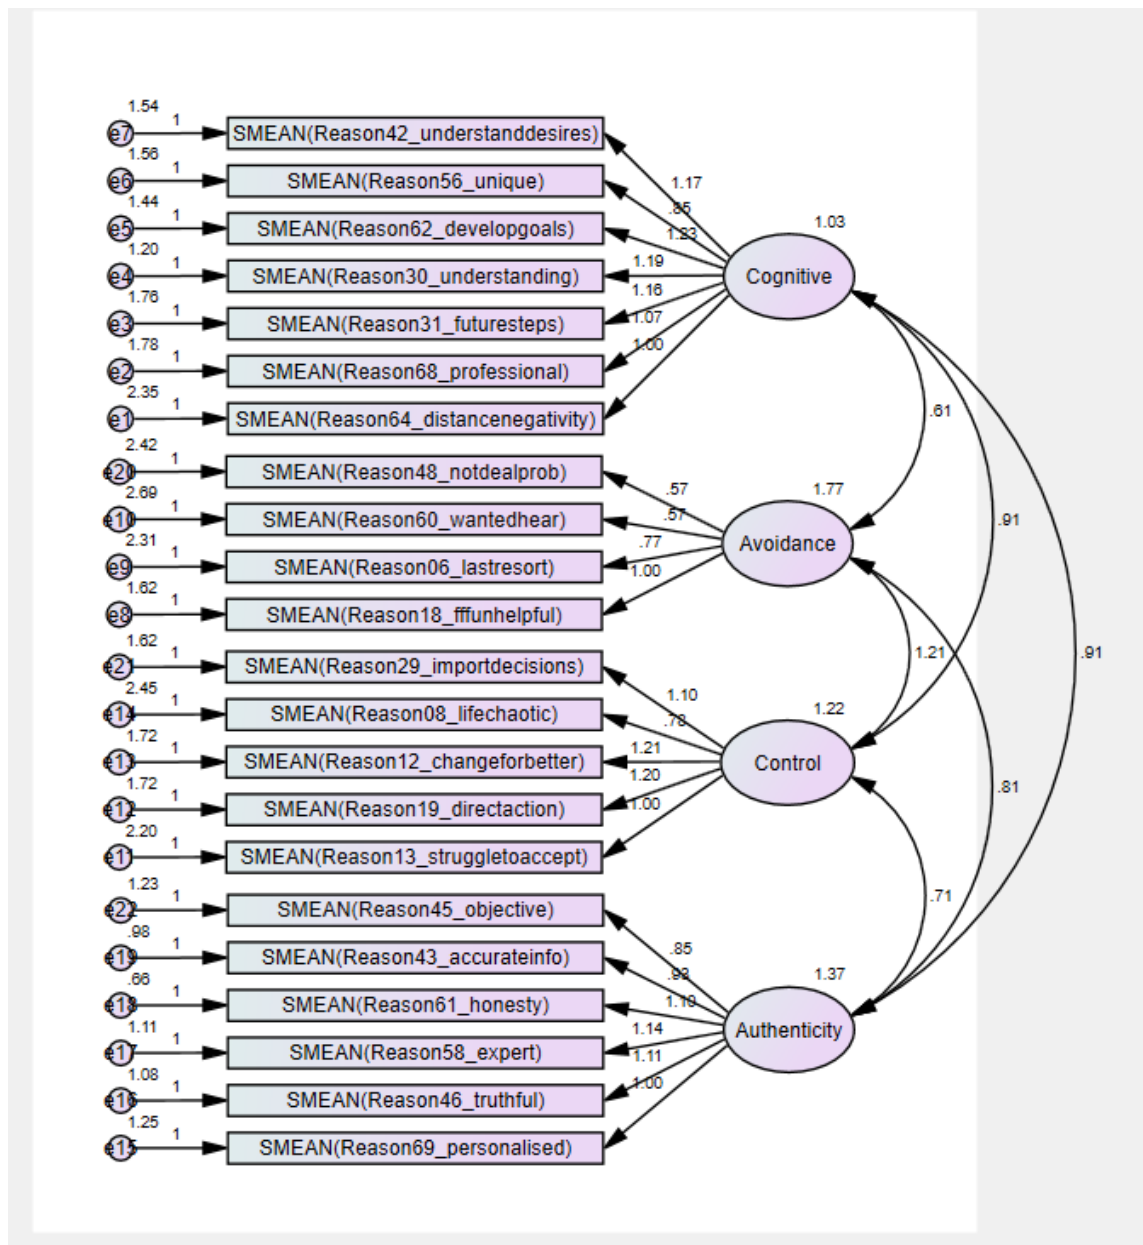 1.54
e7 1 SMEAN(Reason42_understanddesires)
1.56
e6 1 SMEAN(Reason56_unique)
1.44
e5 1 SMEAN(Reason62_developgoals)
1.20
e4 1 SMEAN(Reason30_understanding)
1.76
e3 1 SMEAN(Reason31_futuresteps)
1.78
e2 1 SMEAN(Reason68_professional)
2.35
e1 1 SMEAN(Reason64_distancenegativity)
1.17
.85
1.23
1.19
1.16
1.07
1.00
1.03
Cognitive
2.42
e20 1 SMEAN(Reason48_notdealprob)
2.69
e10 1 SMEAN(Reason60_wantedhear)
2.31
e9 1 SMEAN(Reason06_lastresort)
1.62
e8 1 SMEAN(Reason18_fffunhelpful)
.57
.57
.77
1.00
1.77
Avoidance
1.62
e21 1 SMEAN(Reason29_importdecisions)
2.45
e14 1 SMEAN(Reason08_lifechaotic)
1.72
e13 1 SMEAN(Reason12_changeforbetter)
1.72
e12 1 SMEAN(Reason19_directaction)
2.20
e11 1 SMEAN(Reason13_struggletoaccept)
1.10
.78
1.21
1.20
1.00
1.22
Control
1.23
e22 1 SMEAN(Reason45_objective)
.98
e19 1 SMEAN(Reason43_accurateinfo)
.66
e18 1 SMEAN(Reason61_honesty)
1.11
e17 1 SMEAN(Reason58_expert)
1.08
e16 1 SMEAN(Reason46_truthful)
1.25
e15 1 SMEAN(Reason69_personalised)
.85
.93
1.14
1.11
1.00
1.37
Authenticity
.61
.91
1.21
.91
.81
.71